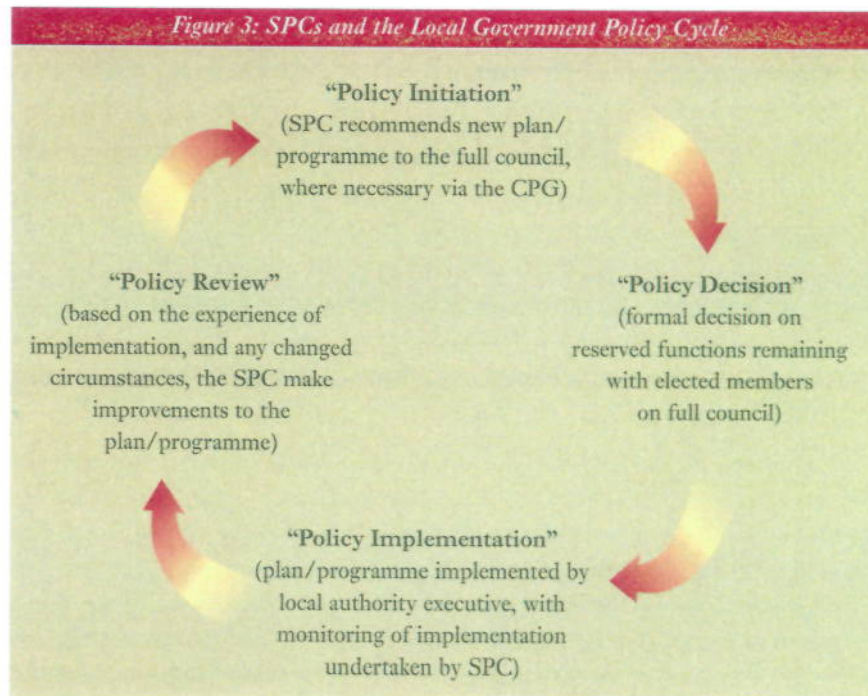 Figure 3: SPCs and the Local Government Policy Cycle
“Policy Initiation”
(SPC recommends new plan/
programme to the full council,
where necessary via the CPG)
“Policy Decision”
(formal decision on
reserved functions remaining
with elected members
on full council)
“Policy Implementation”
(plan/programme implemented by
local authority executive, with
monitoring of implementation
undertaken by SPC)
“Policy Review”
(based on the experience of
implementation, and any changed
circumstances, the SPC make
improvements to the
plan/programme)